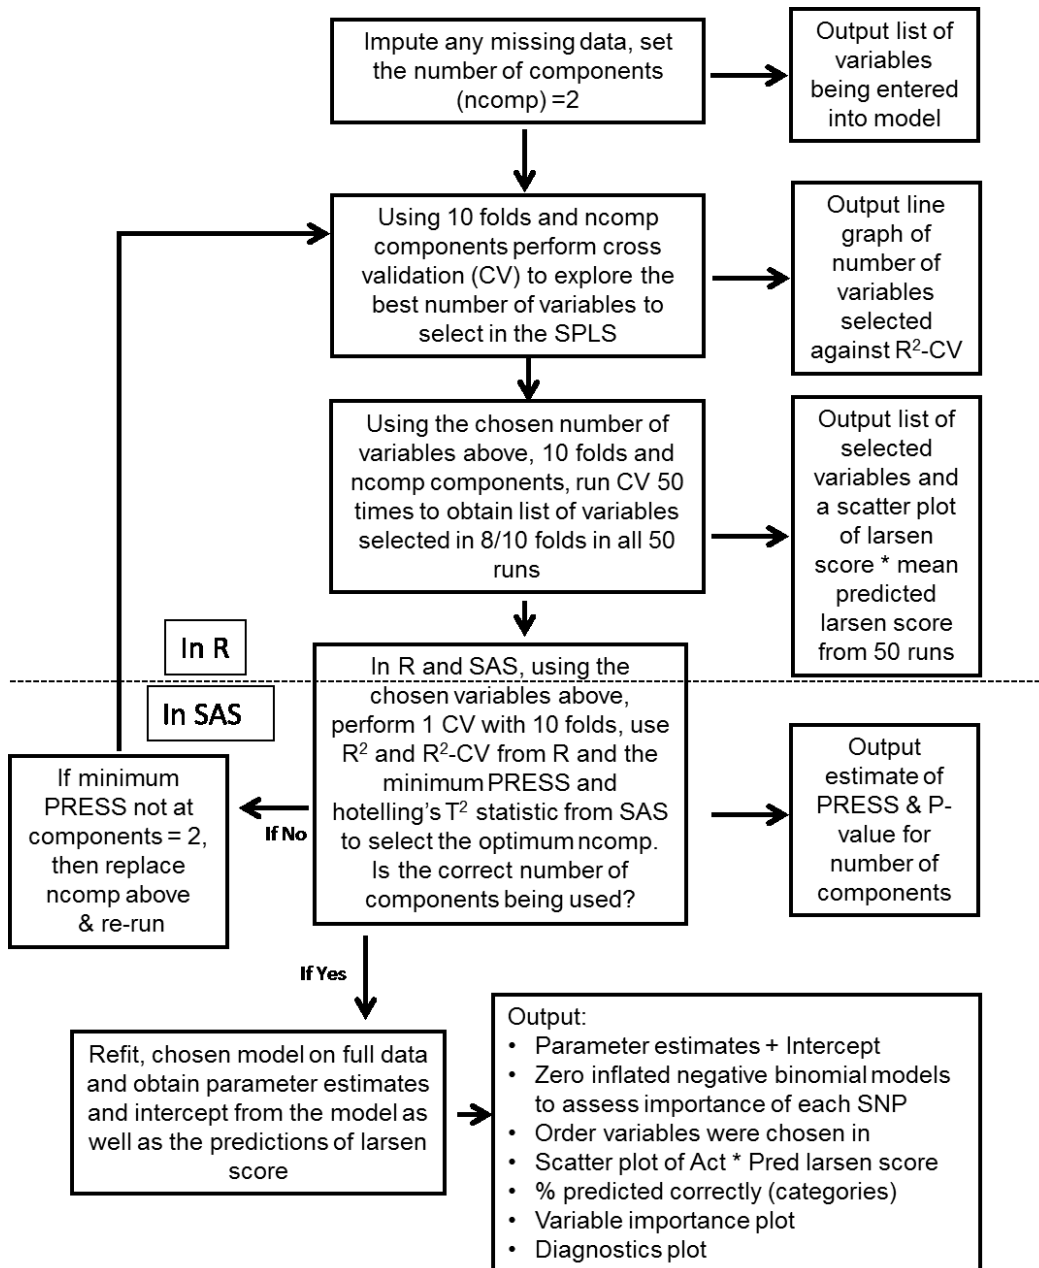 Impute any missing data, set
the number of components
(ncomp) =2
Output list of
variables
being entered
into model
Using 10 folds and ncomp
components perform cross
validation (CV) to explore the
best number of variables to
select in the SPLS
Output line
graph of
number of
variables
selected
against R²-CV
Using the chosen number of
variables above, 10 folds and
ncomp components, run CV 50
times to obtain list of variables
selected in 8/10 folds in all 50
runs
Output list of
selected
variables and
a scatter plot
of larsen
score * mean
predicted
larsen score
from 50 runs
In R
In SAS
In R and SAS, using the
chosen variables above,
perform 1 CV with 10 folds, use
R² and R²-CV from R and the
minimum PRESS and
hotelling's T² statistic from SAS
to select the optimum ncomp.
Is the correct number of
components being used?
If No
If minimum
PRESS not at
components = 2,
then replace
ncomp above
& re-run
Output
estimate of
PRESS & P-
value for
number of
components
If Yes
Refit, chosen model on full data
and obtain parameter estimates
and intercept from the model as
well as the predictions of larsen
score
Output:
• Parameter estimates + Intercept
• Zero inflated negative binomial models
to assess importance of each SNP
• Order variables were chosen in
• Scatter plot of Act * Pred larsen score
• % predicted correctly (categories)
• Variable importance plot
• Diagnostics plot